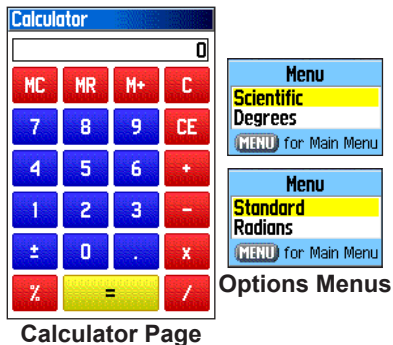 Calculator
0
MC MR M+ C
7 8 9 CE
4 5 6 +
1 2 3 -
± 0 . x
% = /
Calculator Page
Menu
Scientific
Degrees
MENU for Main Menu
Menu
Standard
Radians
MENU for Main Menu
Options Menus